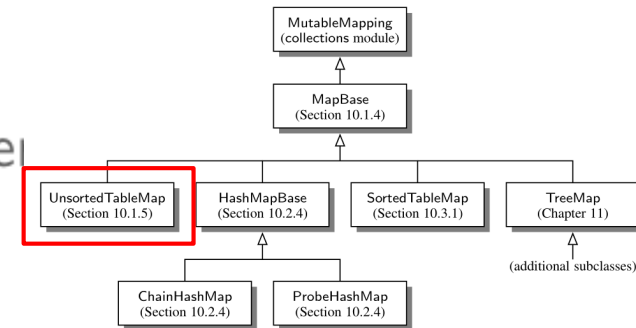 MutableMapping
(collections module)
MapBase
(Section 10.1.4)
UnsortedTableMap
(Section 10.1.5)
HashMapBase
(Section 10.2.4)
SortedTableMap
(Section 10.3.1)
TreeMap
(Chapter 11)
(additional subclasses)
ChainHashMap
(Section 10.2.4)
ProbeHashMap
(Section 10.2.4)